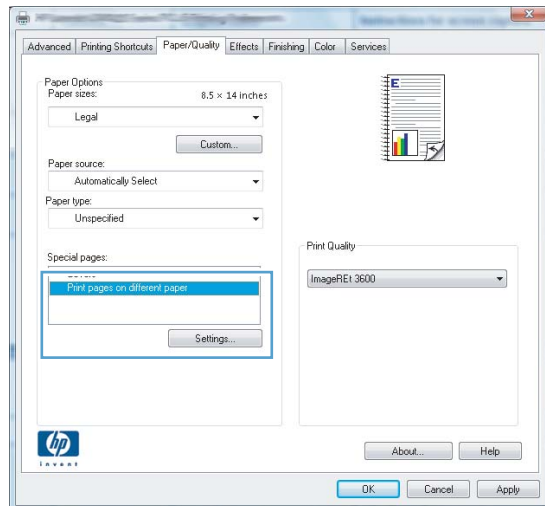 Advanced Printing Shortcuts Paper/Quality Effects Finishing Color Services
Paper Options
Paper sizes: 8.5 × 14 inches
Legal
Custom...
Paper source:
Automatically Select
Paper type:
Unspecified
Special pages:
Print pages on different paper
Settings...
E
Print Quality
ImageREt 3600
hp
invent
About... Help
OK Cancel Apply